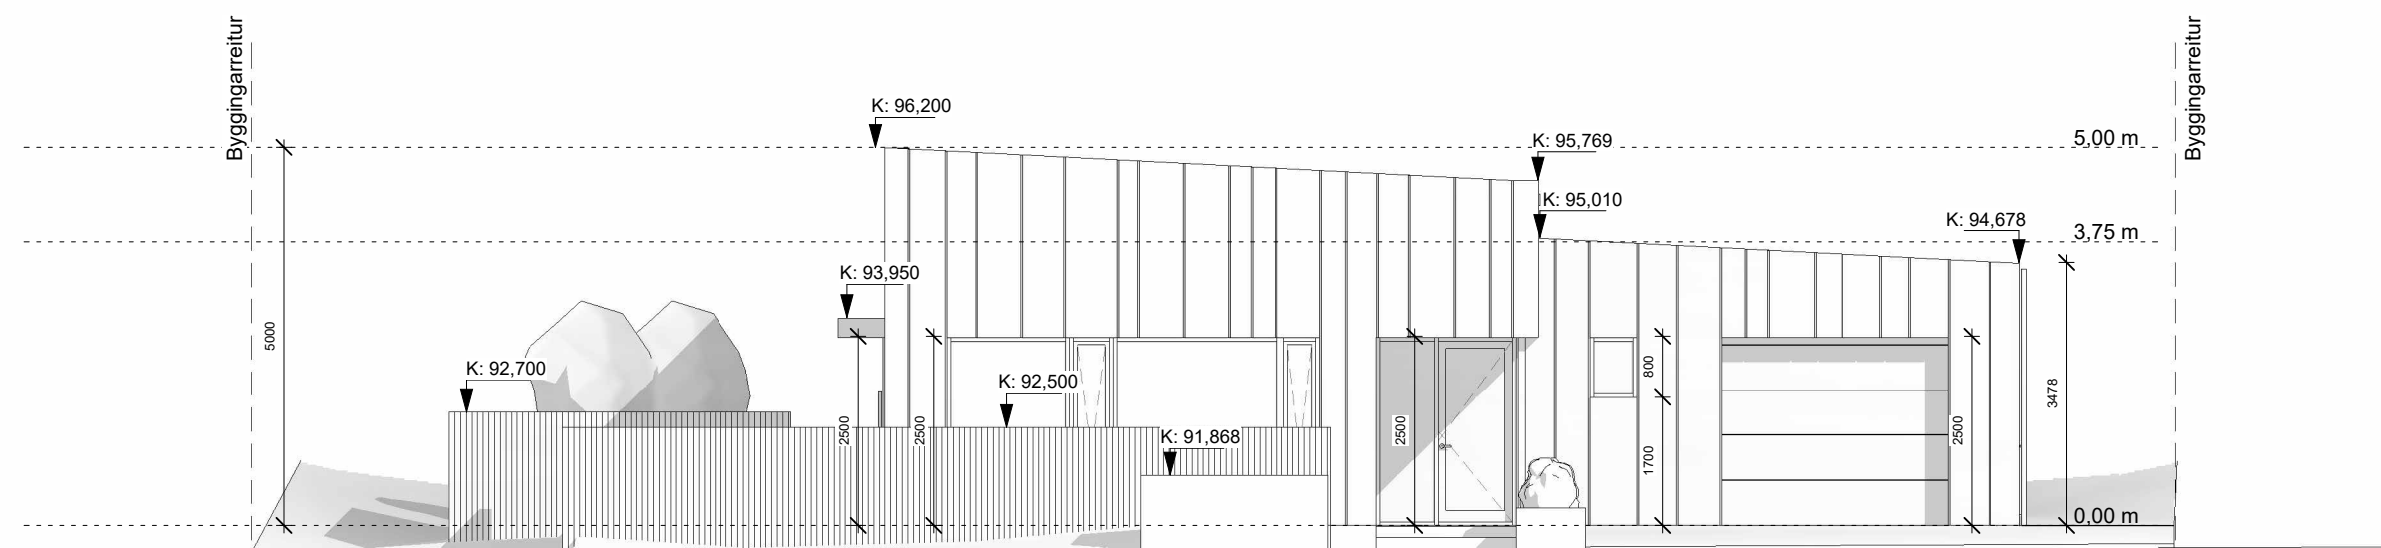 Byggingarreitur
Byggingarreitur
K: 96,200
K: 95,769
5,00 m
K: 95,010
K: 94,678
3,75 m
K: 93,950
5000
K: 92,700
K: 92,500
800
3478
2500
2500
2500
2500
K: 91,868
1700
0,00 m